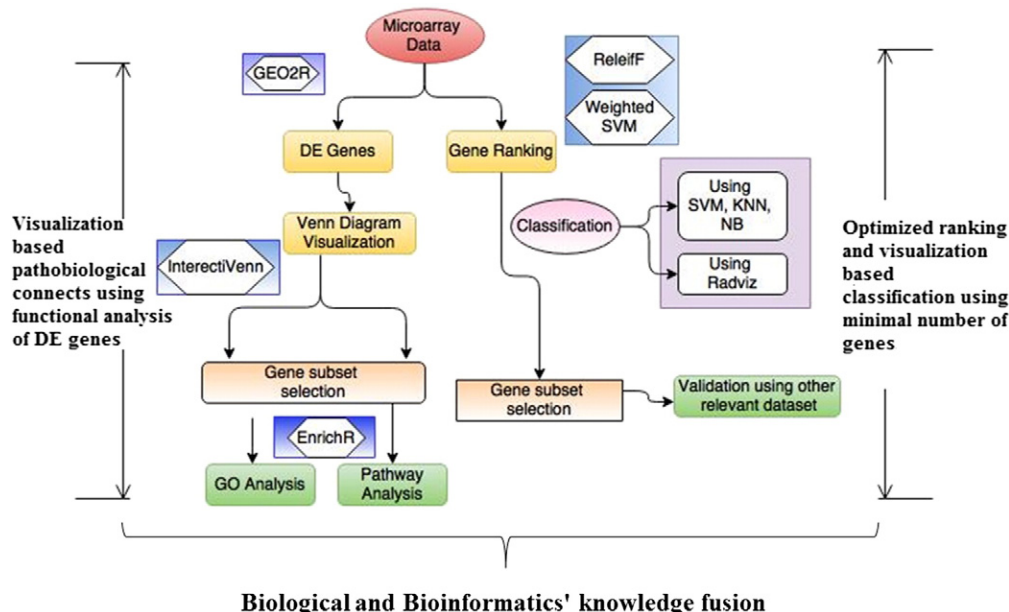 Microarray
Data
GEO2R
ReleifF
Weighted
SVM
DE Genes
Gene Ranking
Venn Diagram
Visualization
InterectiVenn
Classification
Using
SVM, KNN,
NB
Using
Radviz
Visualization
based
pathobiological
connects using
functional analysis
of DE genes
Optimized ranking
and visualization
based
classification using
minimal number of
genes
Gene subset
selection
Gene subset
selection
Validation using other
relevant dataset
EnrichR
GO Analysis
Pathway
Analysis
Biological and Bioinformatics' knowledge fusion